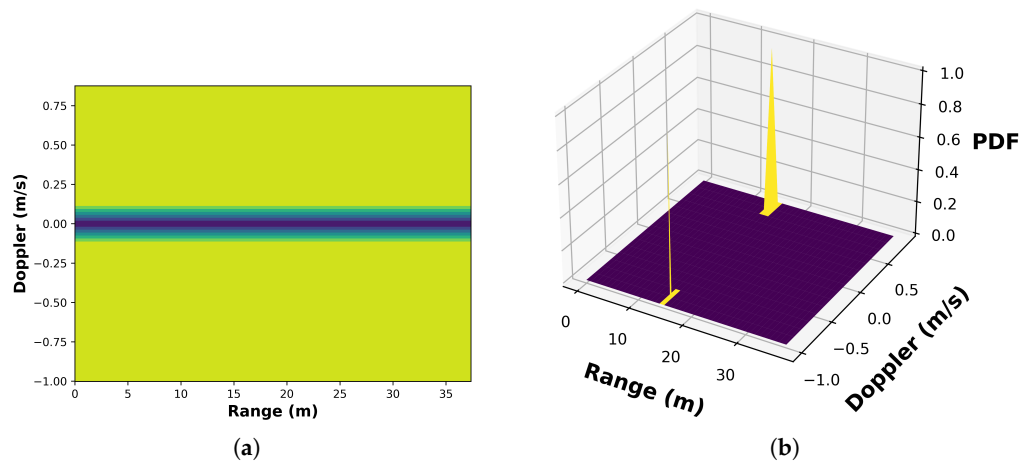 0.75
0.50
0.25
0.00
−0.25
−0.50
−0.75
−1.00
Doppler (m/s)
0 5 10 15 20 25 30 35
Range (m)
(a)
1.0
0.8
0.6
0.4
0.2
0.0
PDF
0 10 20 30
Range (m)
−1.0 −0.5 0.0 0.5
Doppler (m/s)
(b)